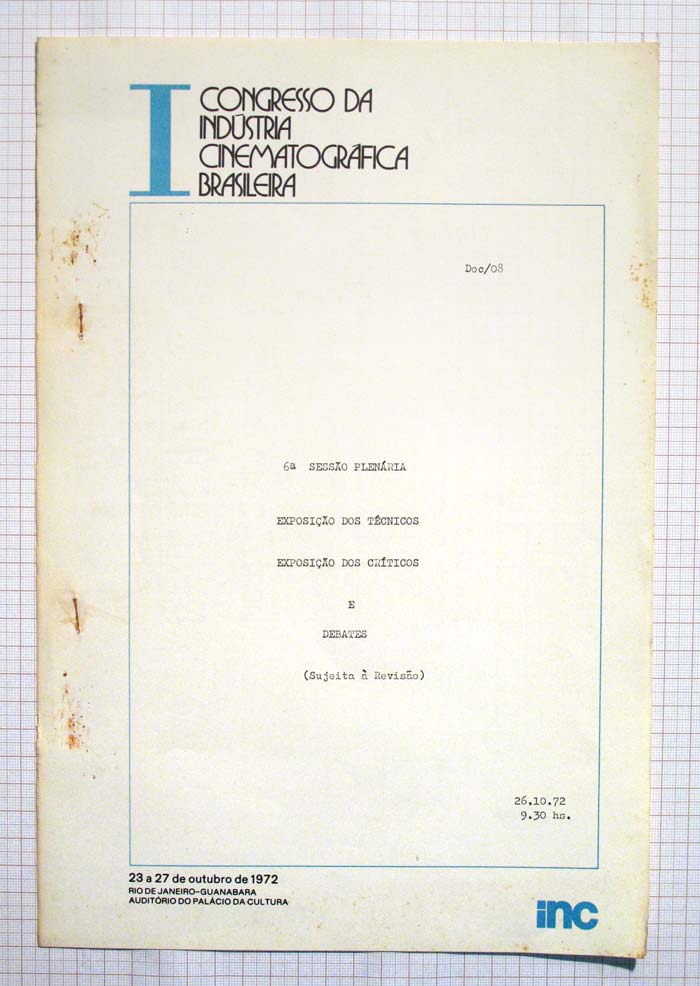 I CONGRESSO DA
INDÚSTRIA
CINEMATOGRÁFICA
BRASILEIRA
Doc/08
6ª SESSÃO PLENÁRIA
EXPOSIÇÃO DOS TÉCNICOS
EXPOSIÇÃO DOS CRÍTICOS
E
DEBATES
(Sujeita à Revisão)
26.10.72
9.30 hs.
23 a 27 de outubro de 1972
RIO DE JANEIRO-GUANABARA
AUDITÓRIO DO PALÁCIO DA CULTURA
inc